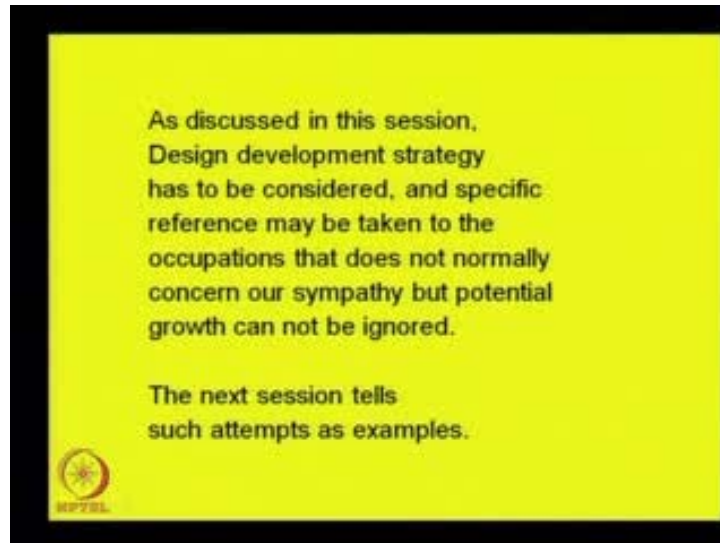 As discussed in this session,
Design development strategy
has to be considered, and specific
reference may be taken to the
occupations that does not normally
concern our sympathy but potential
growth can not be ignored.
The next session tells
such attempts as examples.
NPTEL